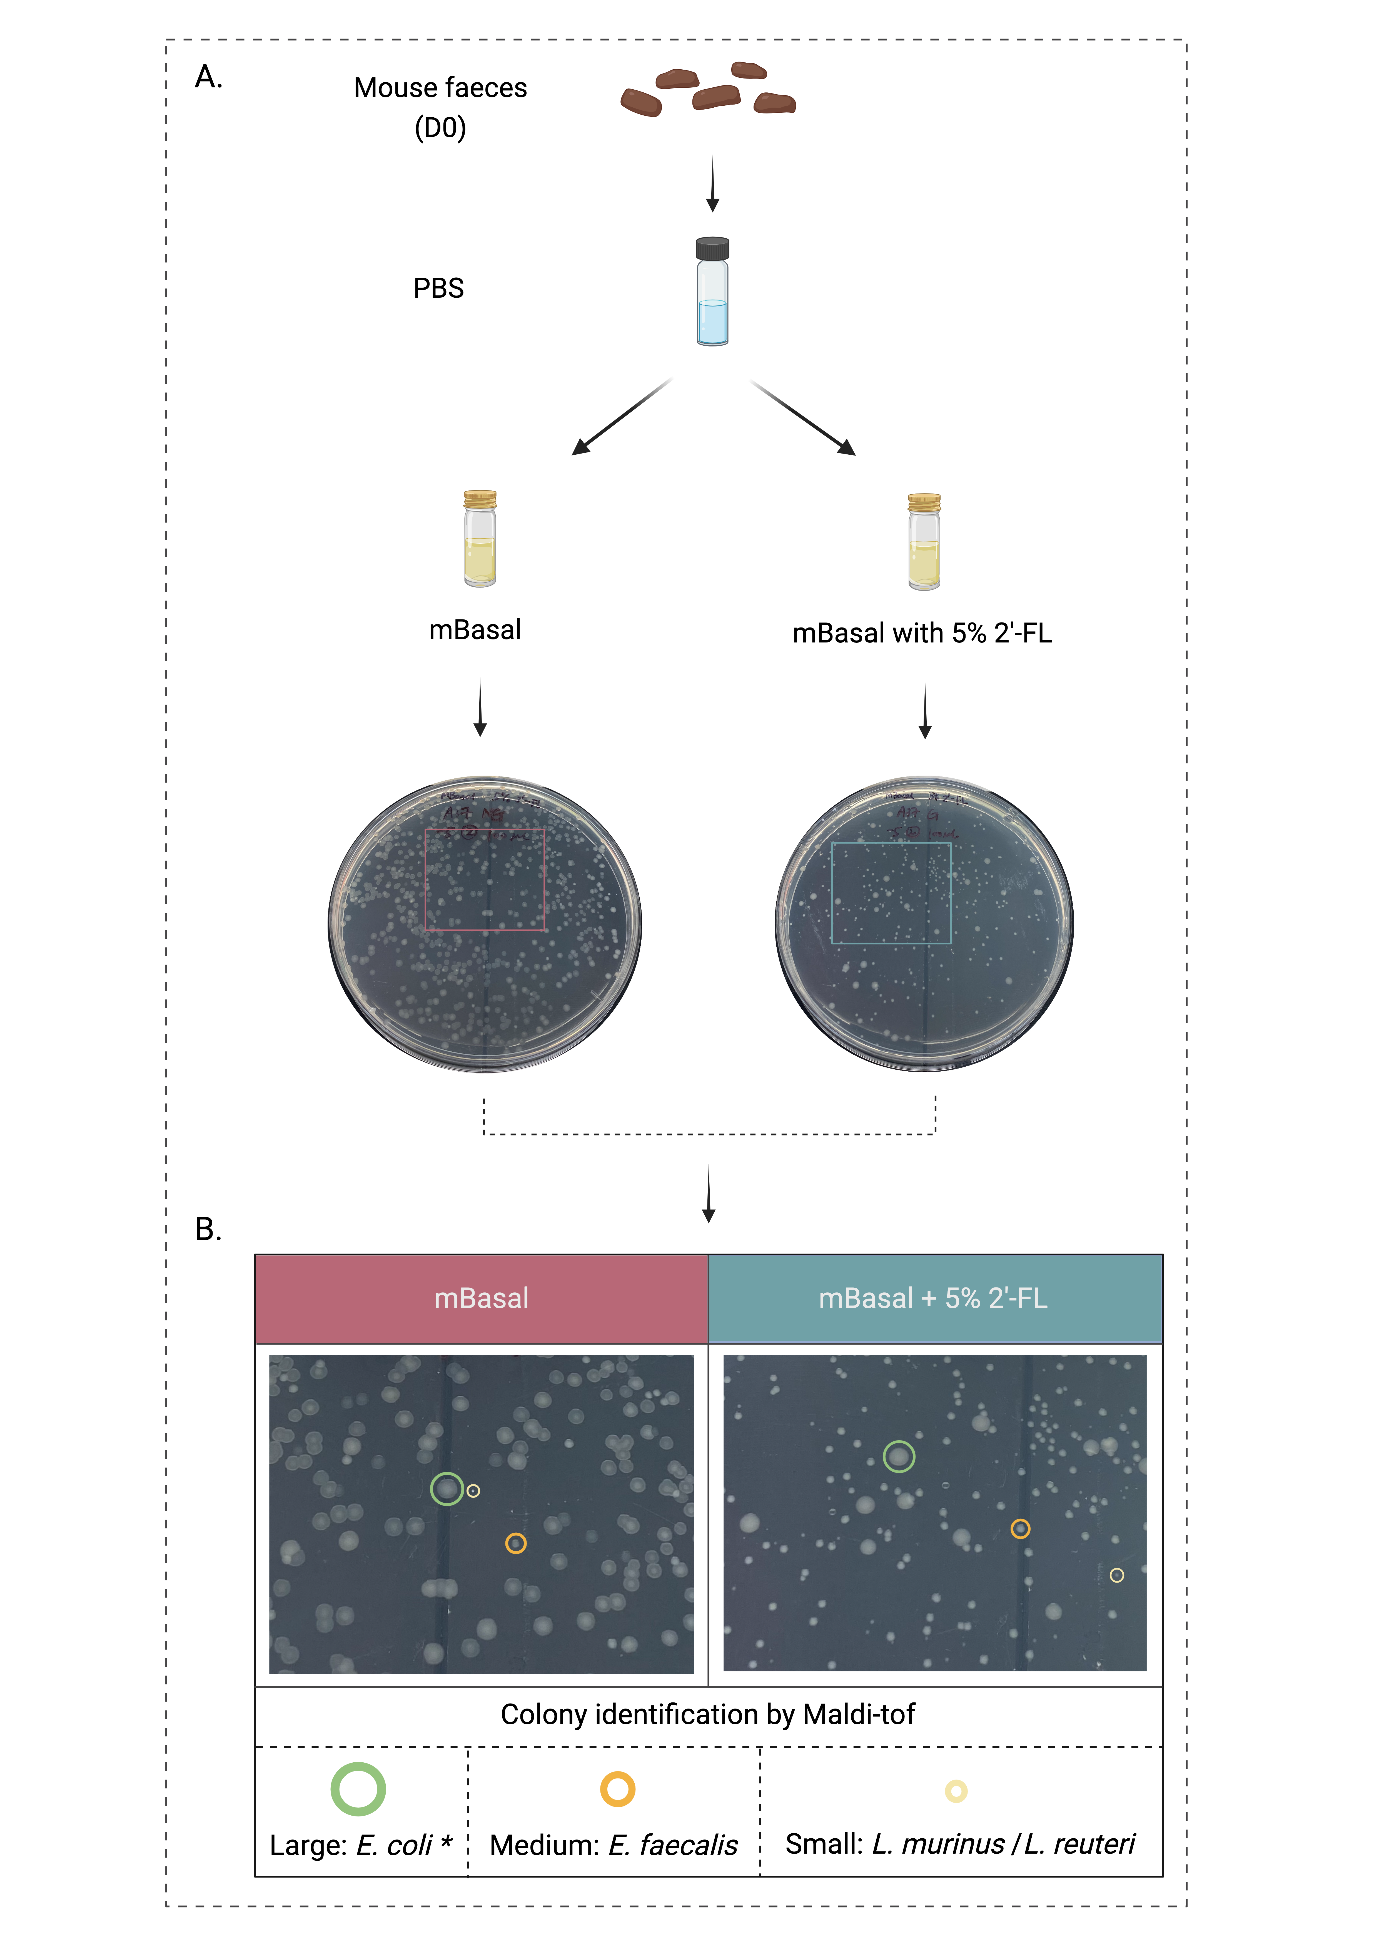 A.
Mouse faeces
(D0)
PBS
mBasal
mBasal with 5% 2'-FL
B.
mBasal
mBasal + 5% 2'-FL
Colony identification by Maldi-tof
Large: E. coli *
Medium: E. faecalis
Small: L. murinus / L. reuteri